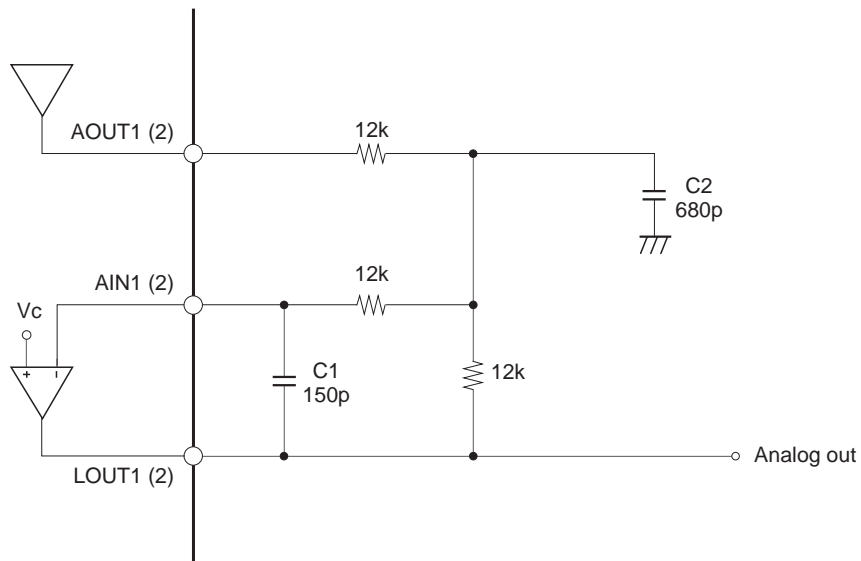 AOUT1 (2)
12k
C2
680p
AIN1 (2)
12k
Vc
+
–
C1
150p
12k
LOUT1 (2)
Analog out